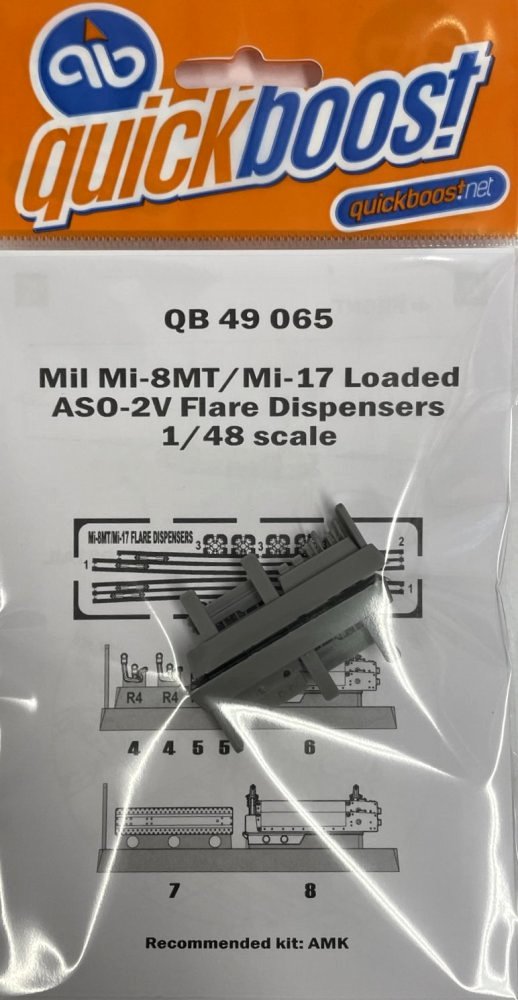 qb
quickboost
quickboost.net
QB 49 065
Mil Mi-8MT/Mi-17 Loaded
ASO-2V Flare Dispensers
1/48 scale
Mi-8MT/Mi-17 FLARE DISPENSERS
3 3 2
1
1
R4 R4
4 4 5 5 6
7 8
Recommended kit: AMK